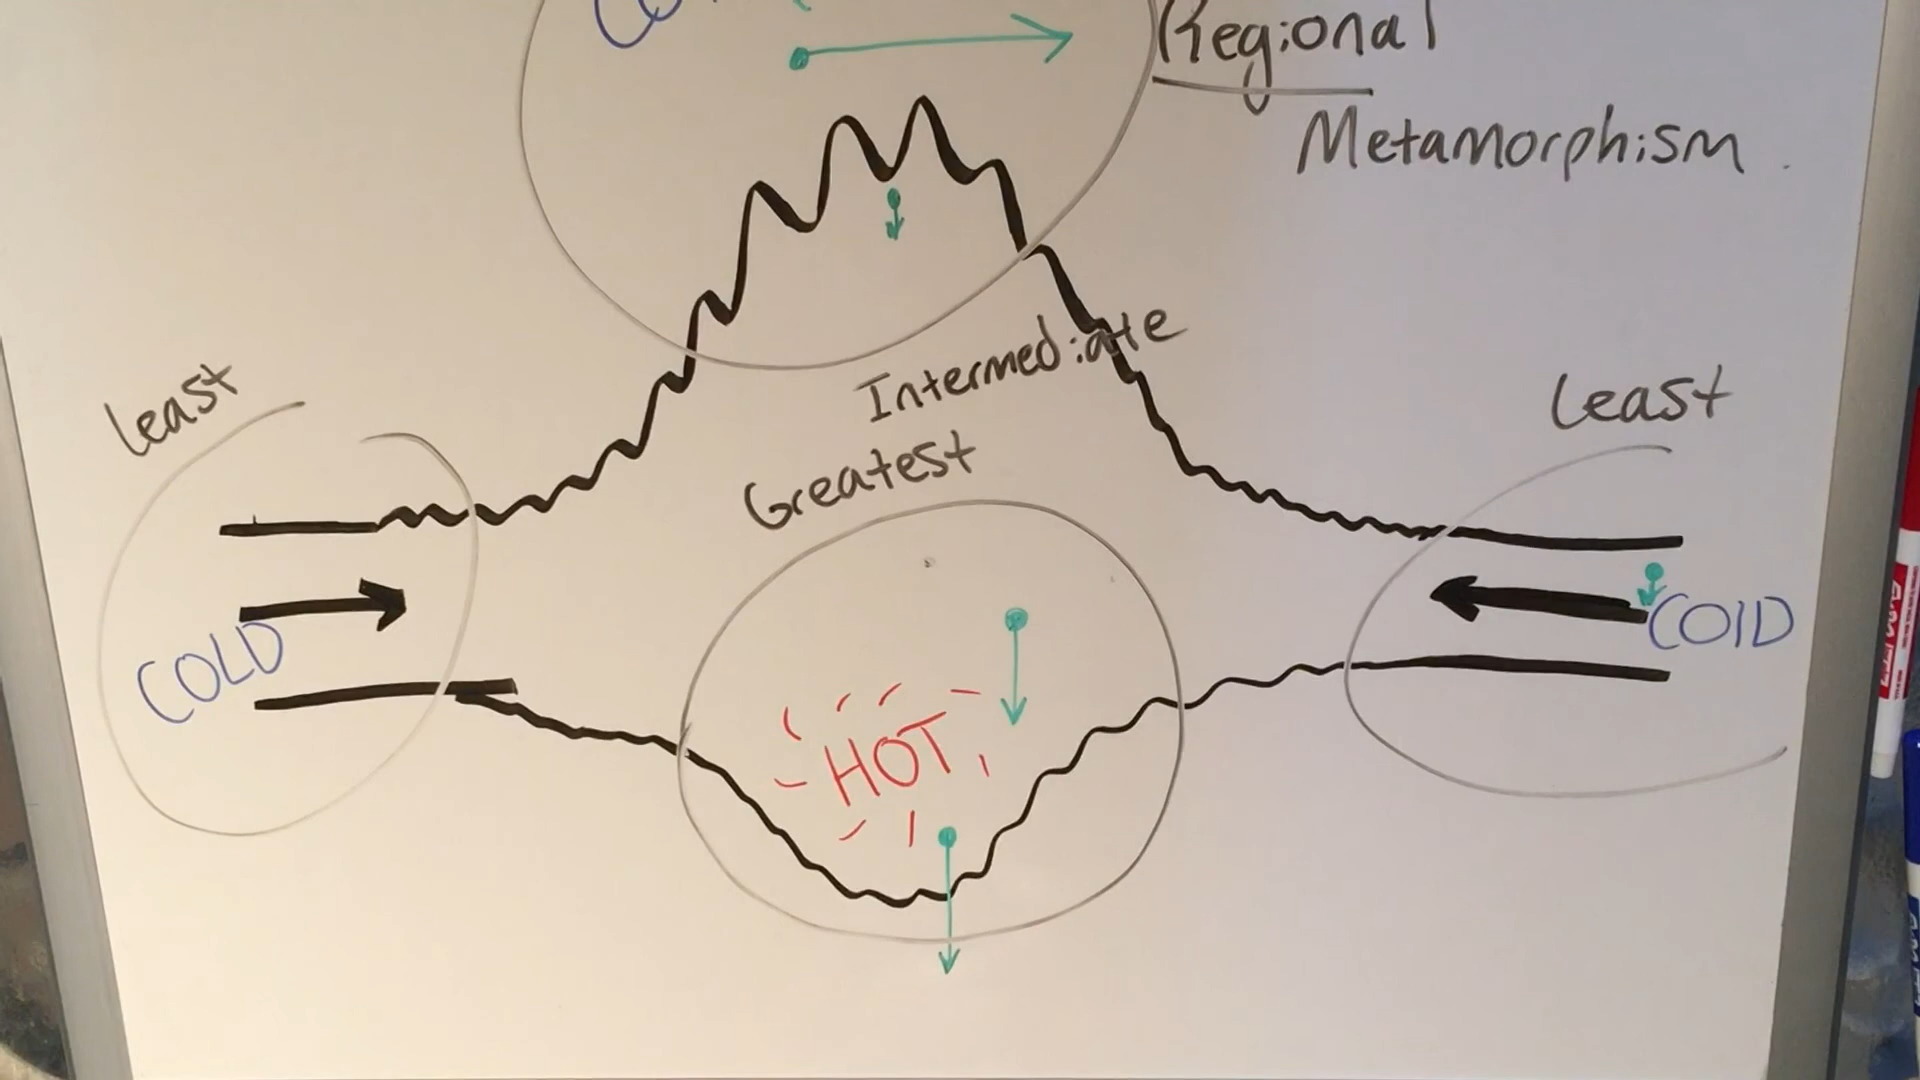 Regional
Metamorphism
Intermediate
Least
Least
Greatest
COLD
COlD
HOT